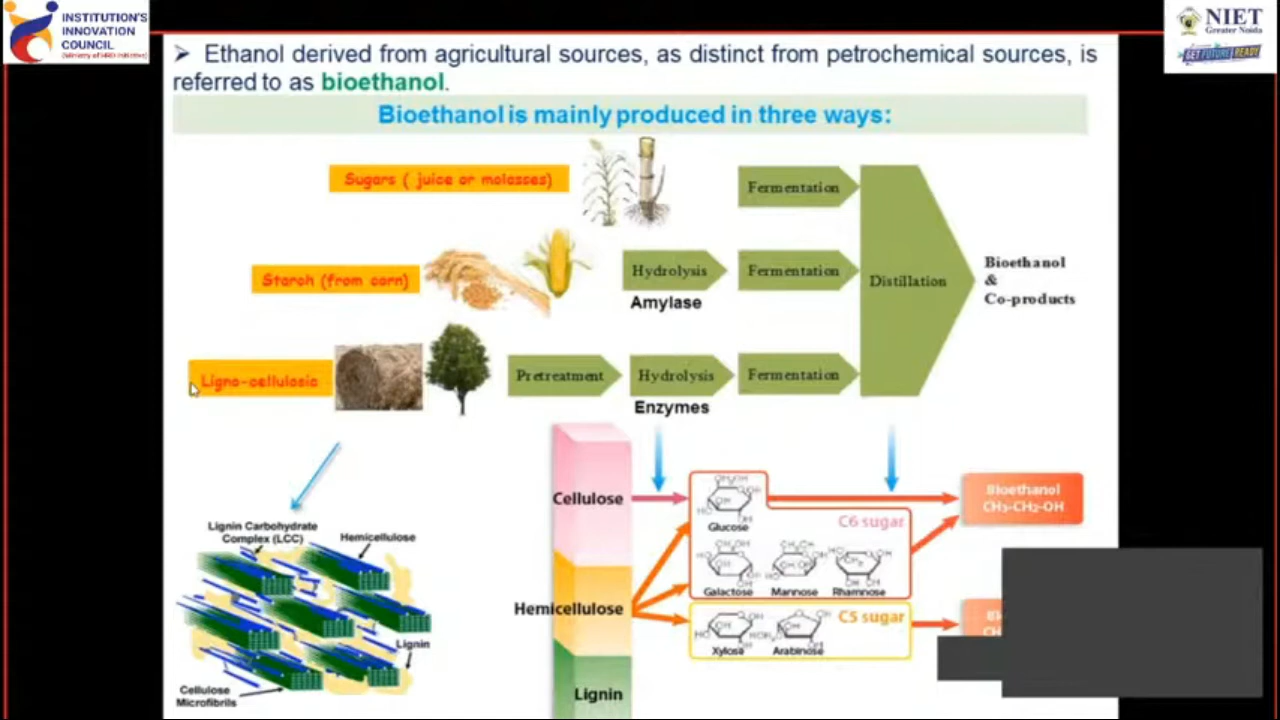 INSTITUTION'S
INNOVATION
COUNCIL
(Ministry of HRD Initiative)
NIET
Greater Noida
GET FUTURE READY
➤ Ethanol derived from agricultural sources, as distinct from petrochemical sources, is
referred to as bioethanol.
Bioethanol is mainly produced in three ways:
Sugars ( juice or molasses)
Fermentation
Starch (from corn)
Hydrolysis
Fermentation
Amylase
Distillation
Bioethanol
&
Co-products
Ligno-cellulosic
Pretreatment
Hydrolysis
Fermentation
Enzymes
Lignin Carbohydrate
Complex (LCC)
Hemicellulose
Lignin
Cellulose
Microfibrils
Cellulose
Hemicellulose
Lignin
Glucose
C6 sugar
Galactose Mannose Rhamnose
C5 sugar
Xylose Arabinose
Bioethanol
CH₃-CH₂-OH